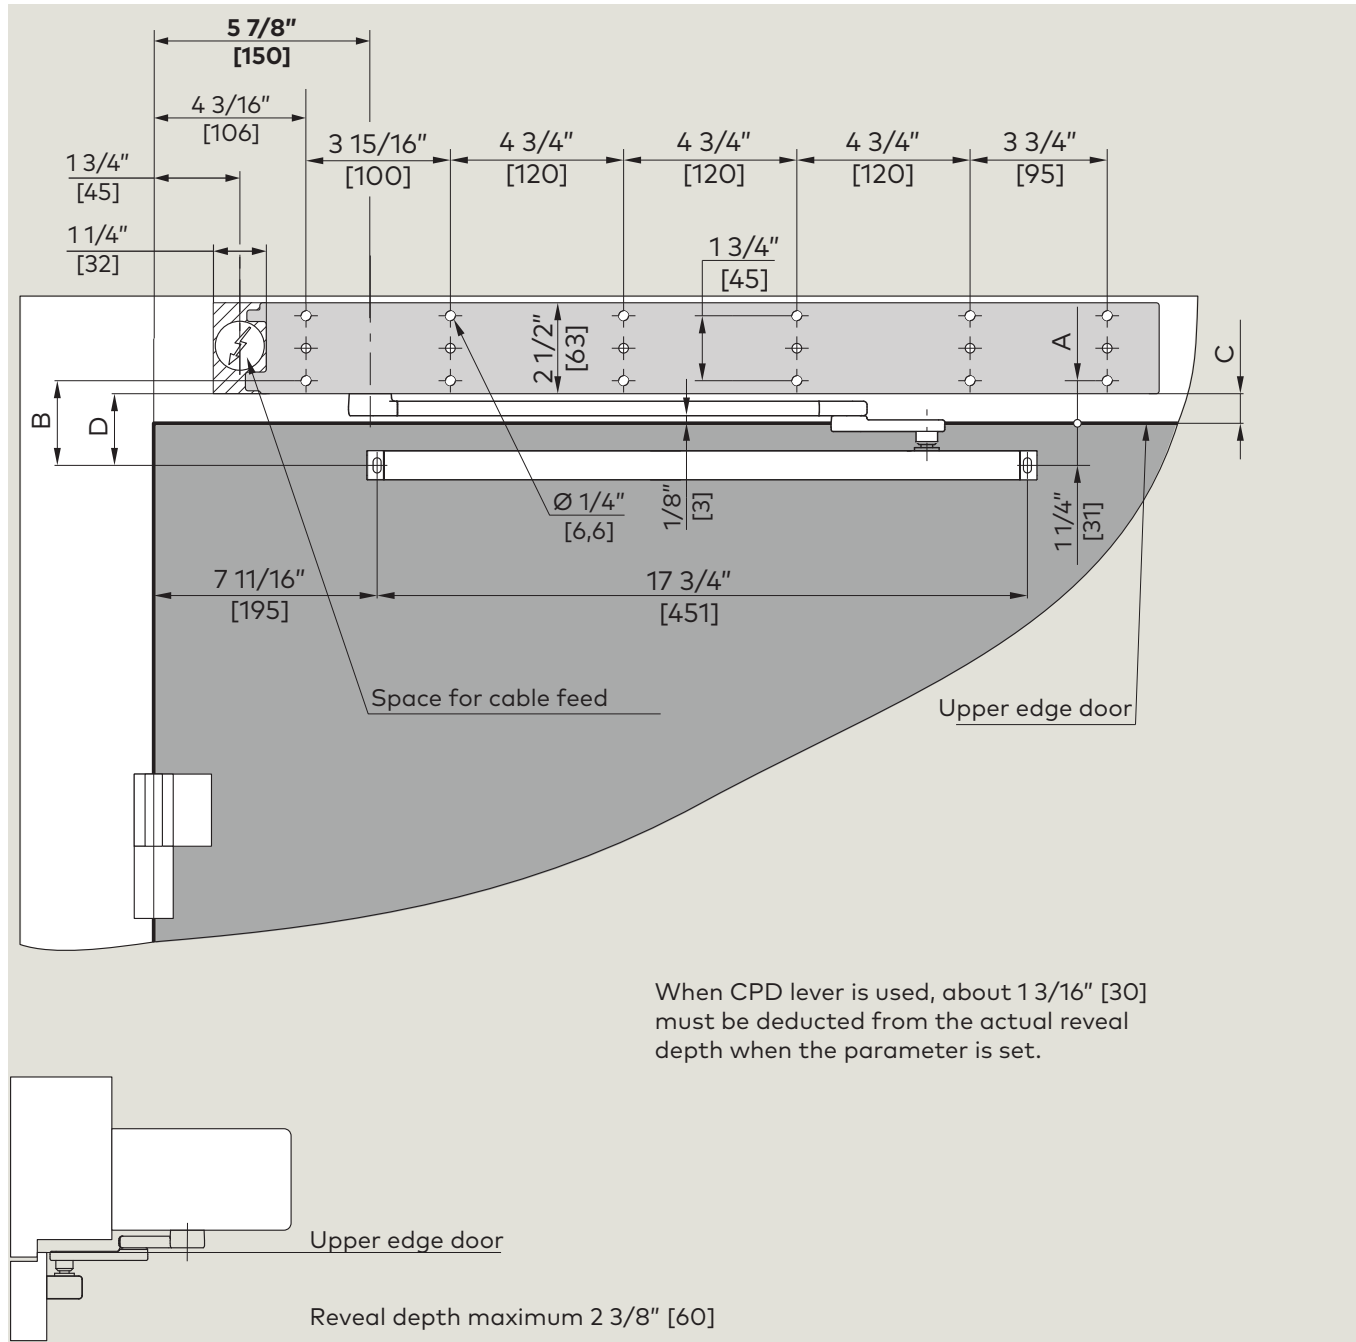 5 7/8”
[150]
4 3/16”
[106]
3 15/16”
[100]
4 3/4”
[120]
4 3/4”
[120]
4 3/4”
[120]
3 3/4”
[95]
1 3/4”
[45]
1 1/4”
[32]
1 3/4”
[45]
2 1/2”
[63]
A
C
B
D
Ø 1/4”
[6,6]
1/8”
[3]
1 1/4”
[31]
7 11/16”
[195]
17 3/4”
[451]
Space for cable feed
Upper edge door
When CPD lever is used, about 1 3/16” [30]
must be deducted from the actual reveal
depth when the parameter is set.
Upper edge door
Reveal depth maximum 2 3/8” [60]